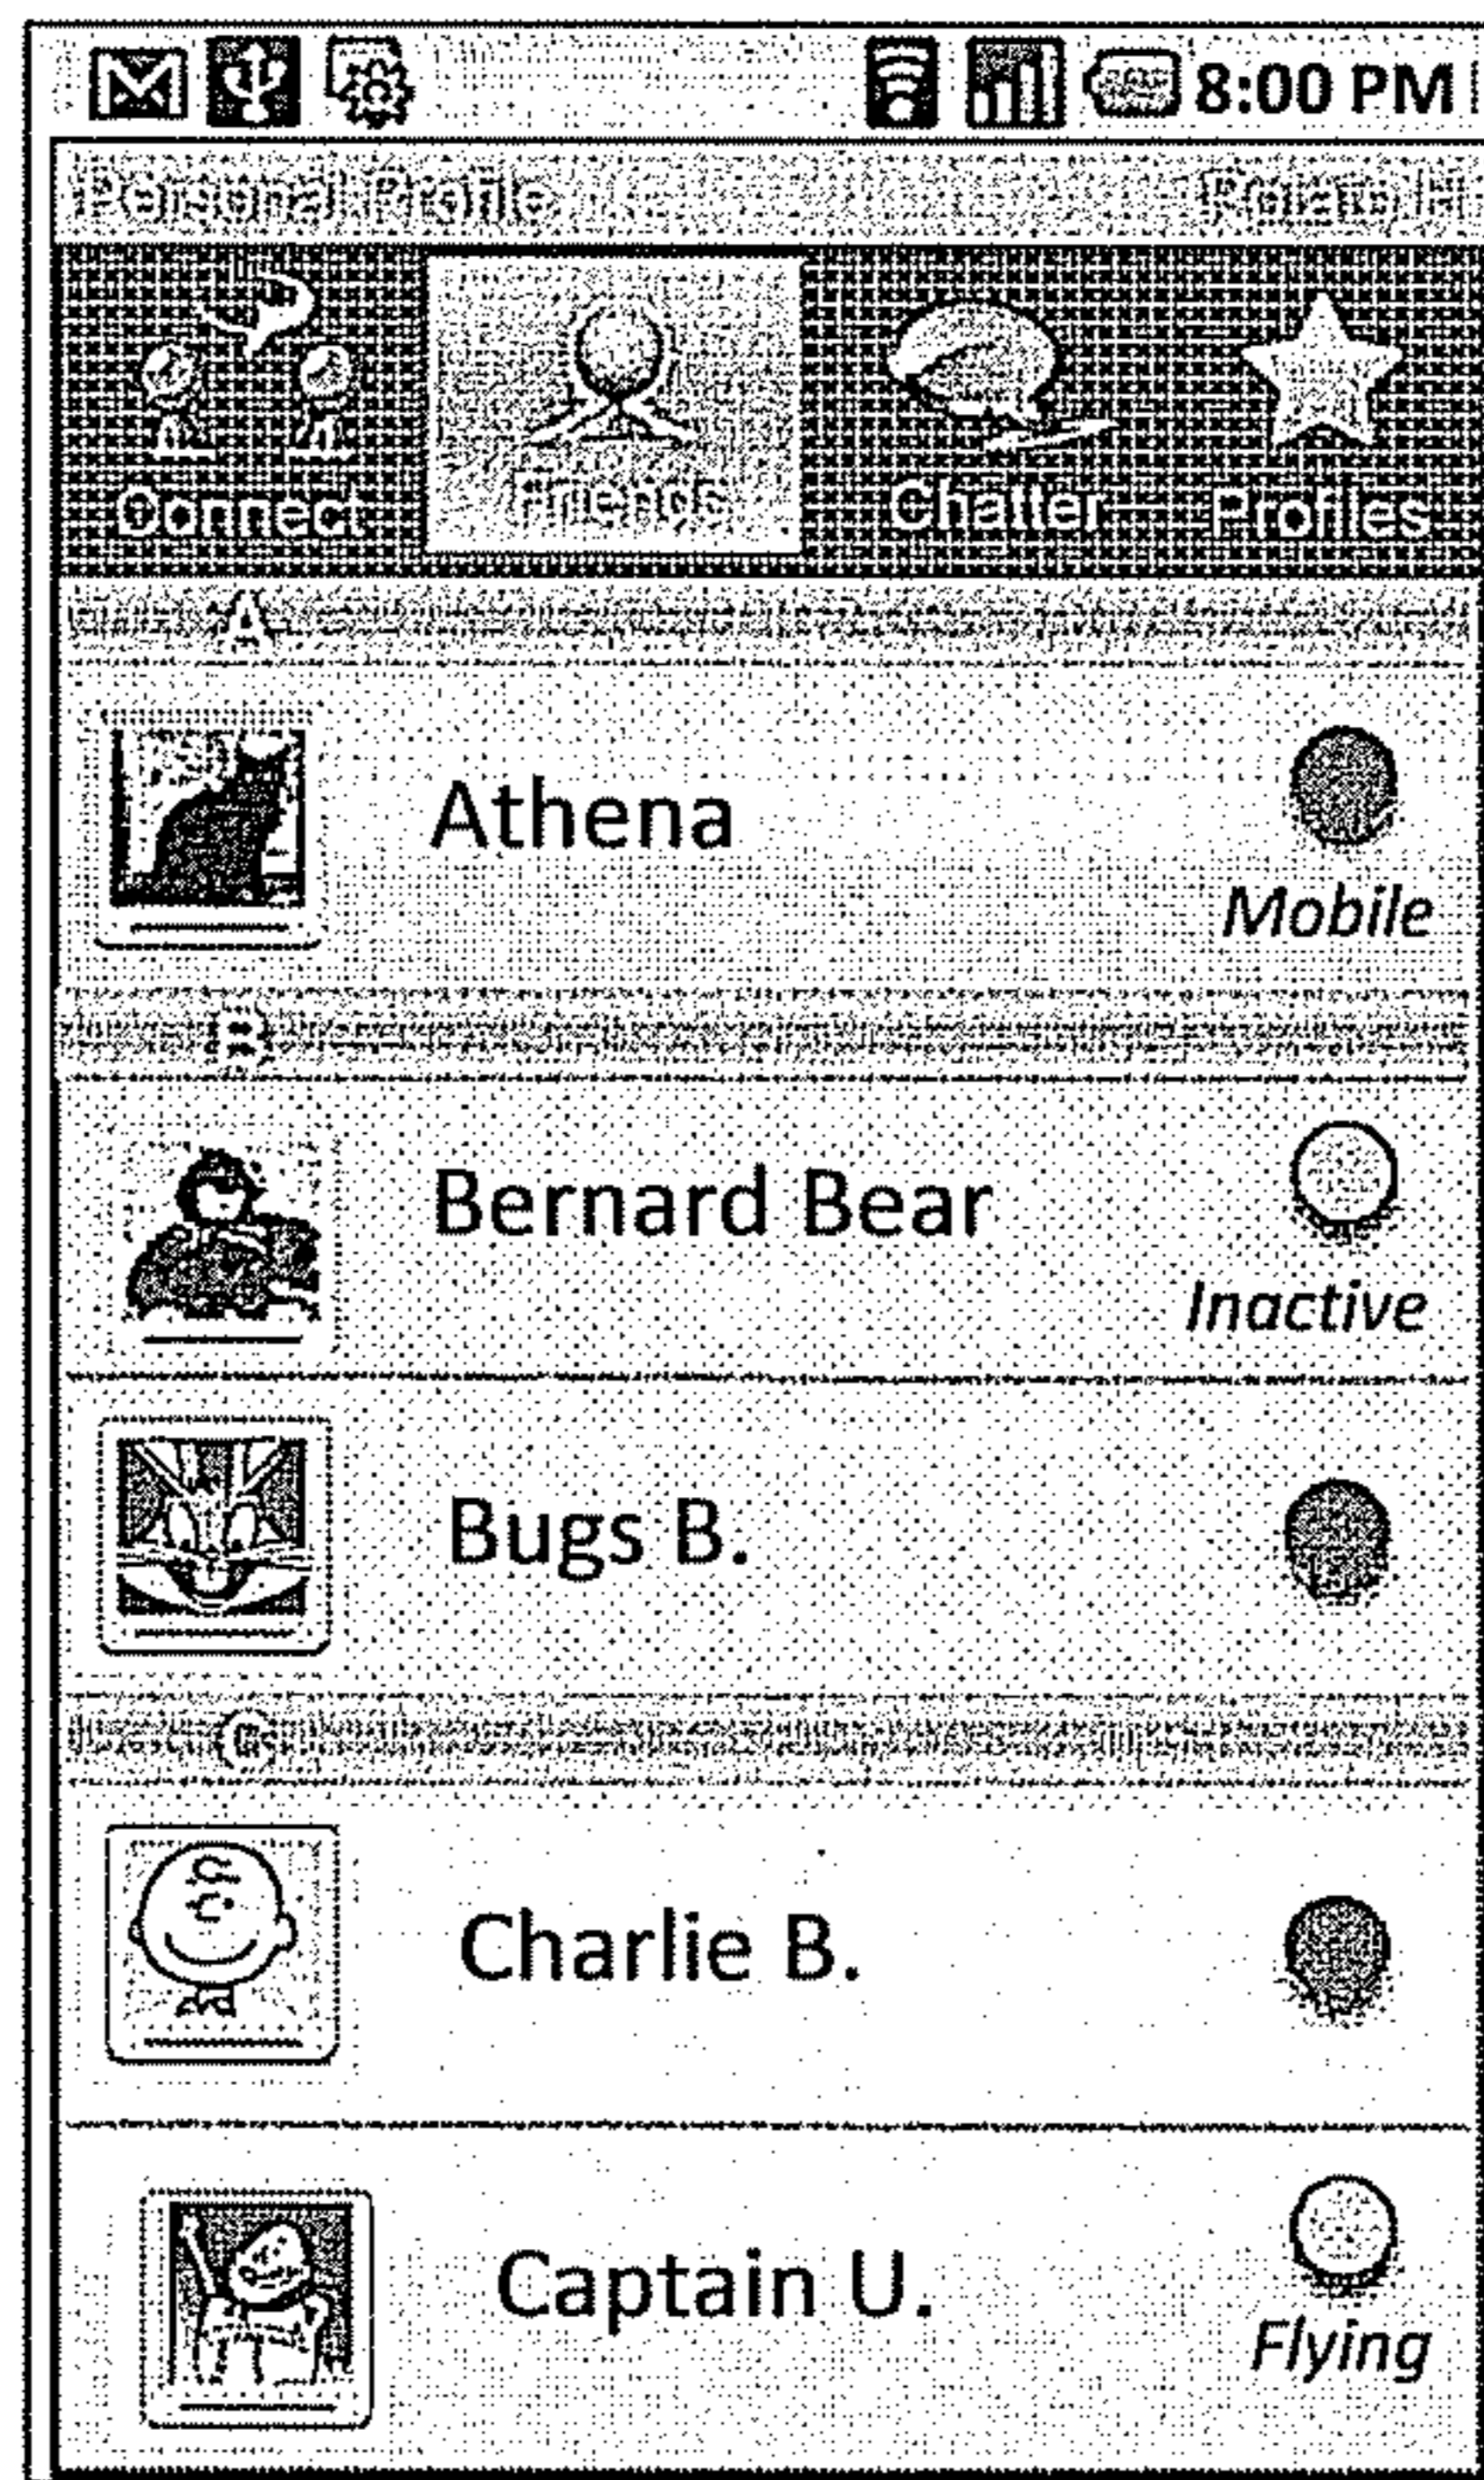 8:00 PM
Personal Profile
Connect Friends Chatter Profiles
A
Athena
Mobile
B
Bernard Bear
Inactive
Bugs B.
C
Charlie B.
Captain U.
Flying